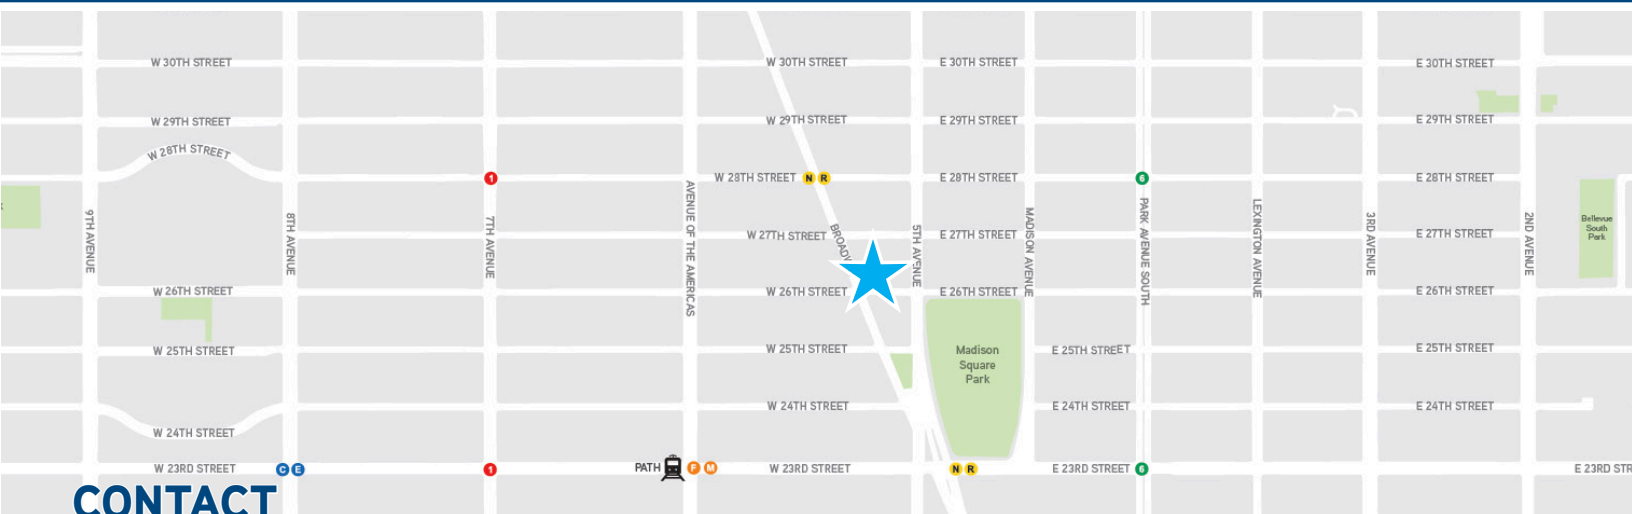 W 30TH STREET
W 30TH STREET
E 30TH STREET
E 30TH STREET
W 29TH STREET
W 29TH STREET
E 29TH STREET
E 29TH STREET
W 28TH STREET
1
W 28TH STREET
N
R
E 28TH STREET
6
E 28TH STREET
9TH AVENUE
8TH AVENUE
7TH AVENUE
AVENUE OF THE AMERICAS
W 27TH STREET
5TH AVENUE
E 27TH STREET
MADISON AVENUE
PARK AVENUE SOUTH
LEXINGTON AVENUE
3RD AVENUE
E 27TH STREET
2ND AVENUE
Bellevue
South
Park
W 26TH STREET
W 26TH STREET
E 26TH STREET
E 26TH STREET
W 25TH STREET
W 25TH STREET
Madison
Square
Park
E 25TH STREET
E 25TH STREET
W 24TH STREET
W 24TH STREET
E 24TH STREET
E 24TH STREET
W 23RD STREET
C
E
1
PATH
F
M
W 23RD STREET
N
R
E 23RD STREET
6
E 23RD STR
CONTACT